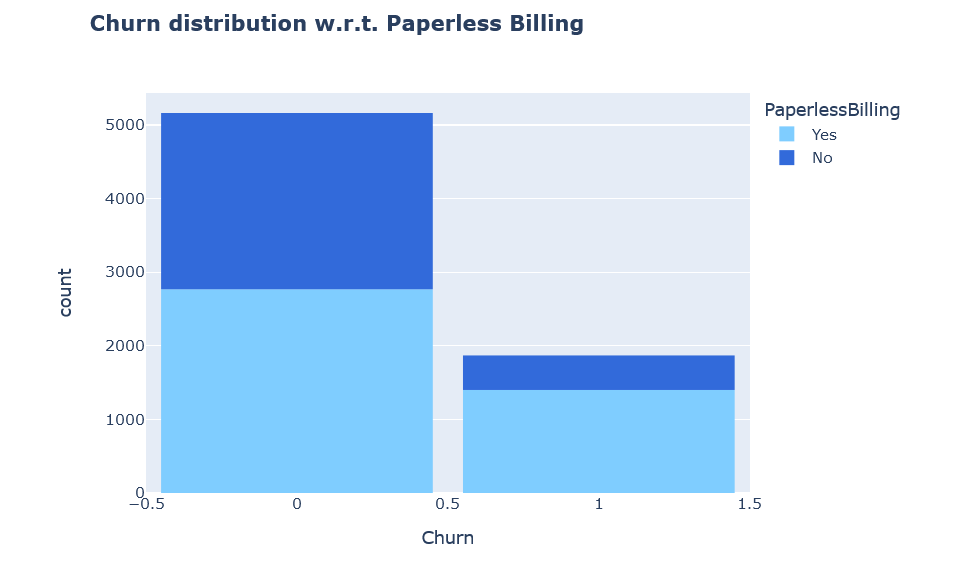 Churn distribution w.r.t. Paperless Billing
PaperlessBilling
Yes
No
5000
4000
3000
2000
1000
0
count
−0.5
0
0.5
1
1.5
Churn